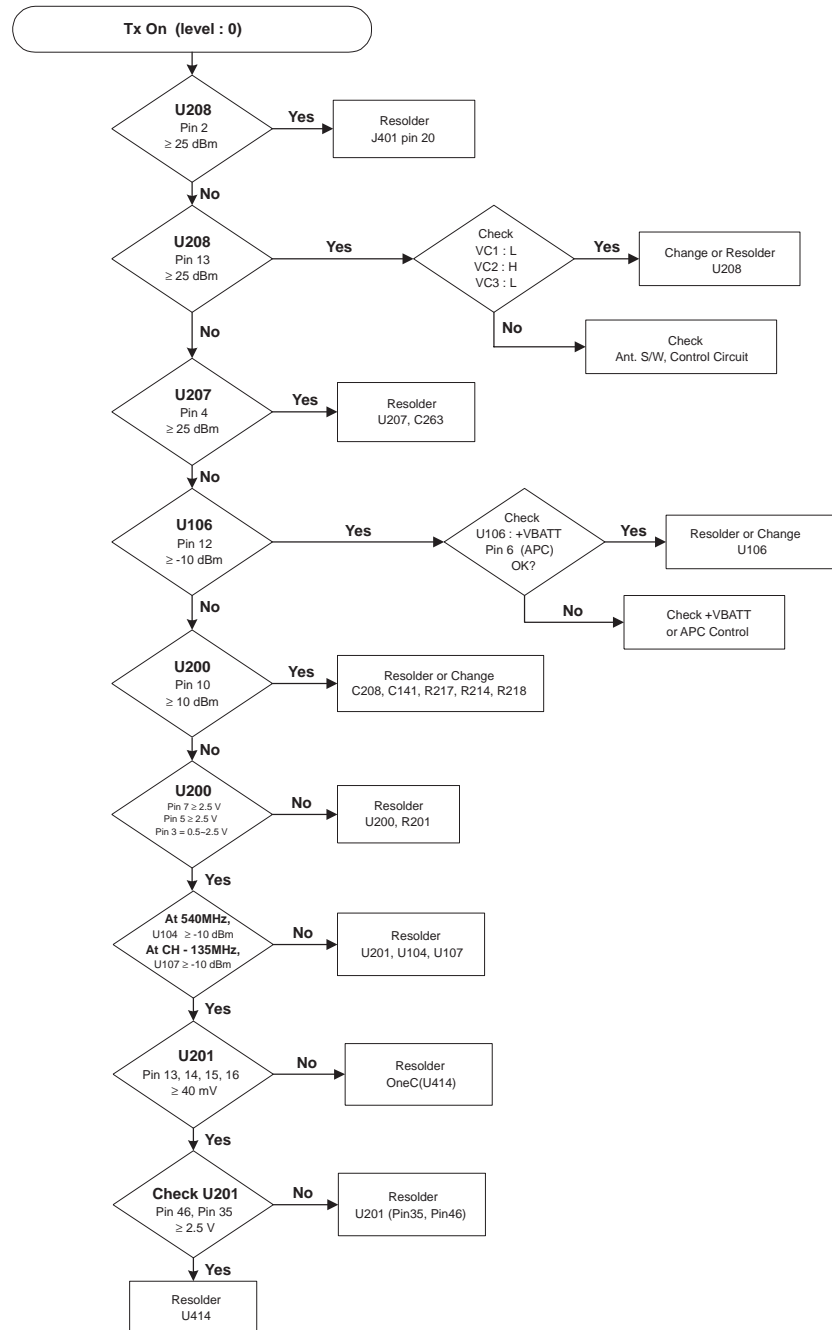 Tx On (level : 0)
U208
Pin 2
≥ 25 dBm
Yes
Resolder
J401 pin 20
No
U208
Pin 13
≥ 25 dBm
Yes
Check
VC1 : L
VC2 : H
VC3 : L
Yes
Change or Resolder
U208
No
Check
Ant. S/W, Control Circuit
No
U207
Pin 4
≥ 25 dBm
Yes
Resolder
U207, C263
No
U106
Pin 12
≥ -10 dBm
Yes
Check
U106 : +VBATT
Pin 6 (APC)
OK?
Yes
Resolder or Change
U106
No
Check +VBATT
or APC Control
No
U200
Pin 10
≥ 10 dBm
Yes
Resolder or Change
C208, C141, R217, R214, R218
No
U200
Pin 7 ≥ 2.5 V
Pin 5 ≥ 2.5 V
Pin 3 = 0.5~2.5 V
No
Resolder
U200, R201
Yes
At 540MHz,
U104 ≥ -10 dBm
At CH - 135MHz,
U107 ≥ -10 dBm
No
Resolder
U201, U104, U107
Yes
U201
Pin 13, 14, 15, 16
≥ 40 mV
No
Resolder
OneC(U414)
Yes
Check U201
Pin 46, Pin 35
≥ 2.5 V
No
Resolder
U201 (Pin35, Pin46)
Yes
Resolder
U414